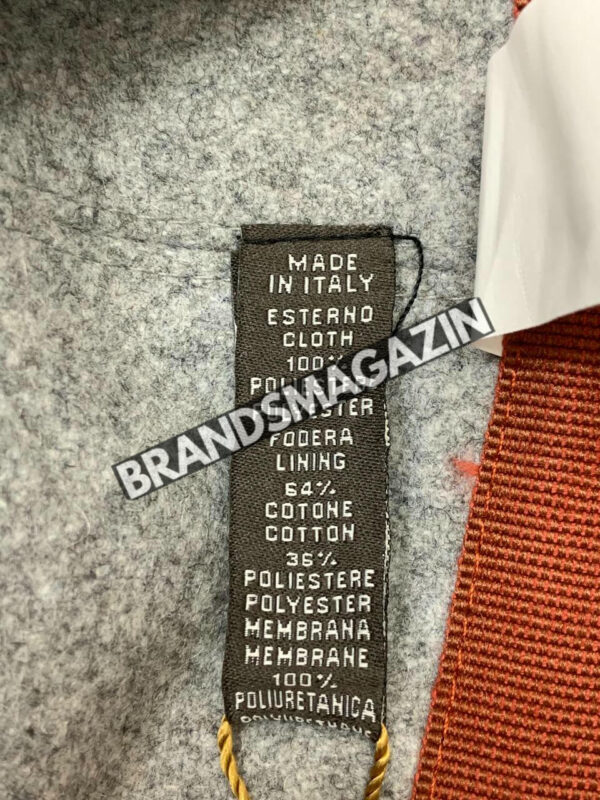 MADE
IN ITALY
ESTERNO
CLOTH
100%
POLIESTERE
POLYESTER
FODERA
LINING
64%
COTONE
COTTON
36%
POLIESTERE
POLYESTER
MEMBRANA
MEMBRANE
100%
POLIURETANICA
BRANDSMAGAZIN